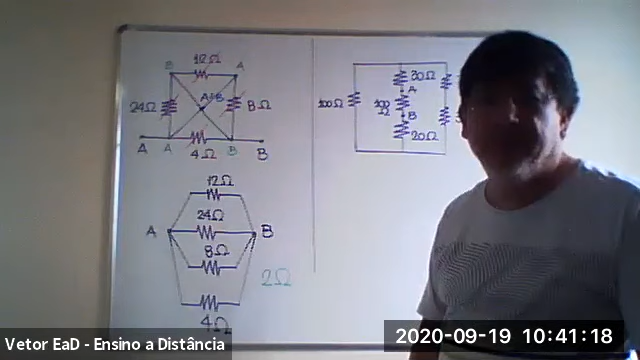 12Ω
B A
24Ω A≡B 8Ω
A A 4Ω B B
12Ω
24Ω
A B
8Ω
2Ω
4Ω
30Ω
A
100Ω 100Ω
B
20Ω
Vetor EaD - Ensino a Distância
2020-09-19 10:41:18